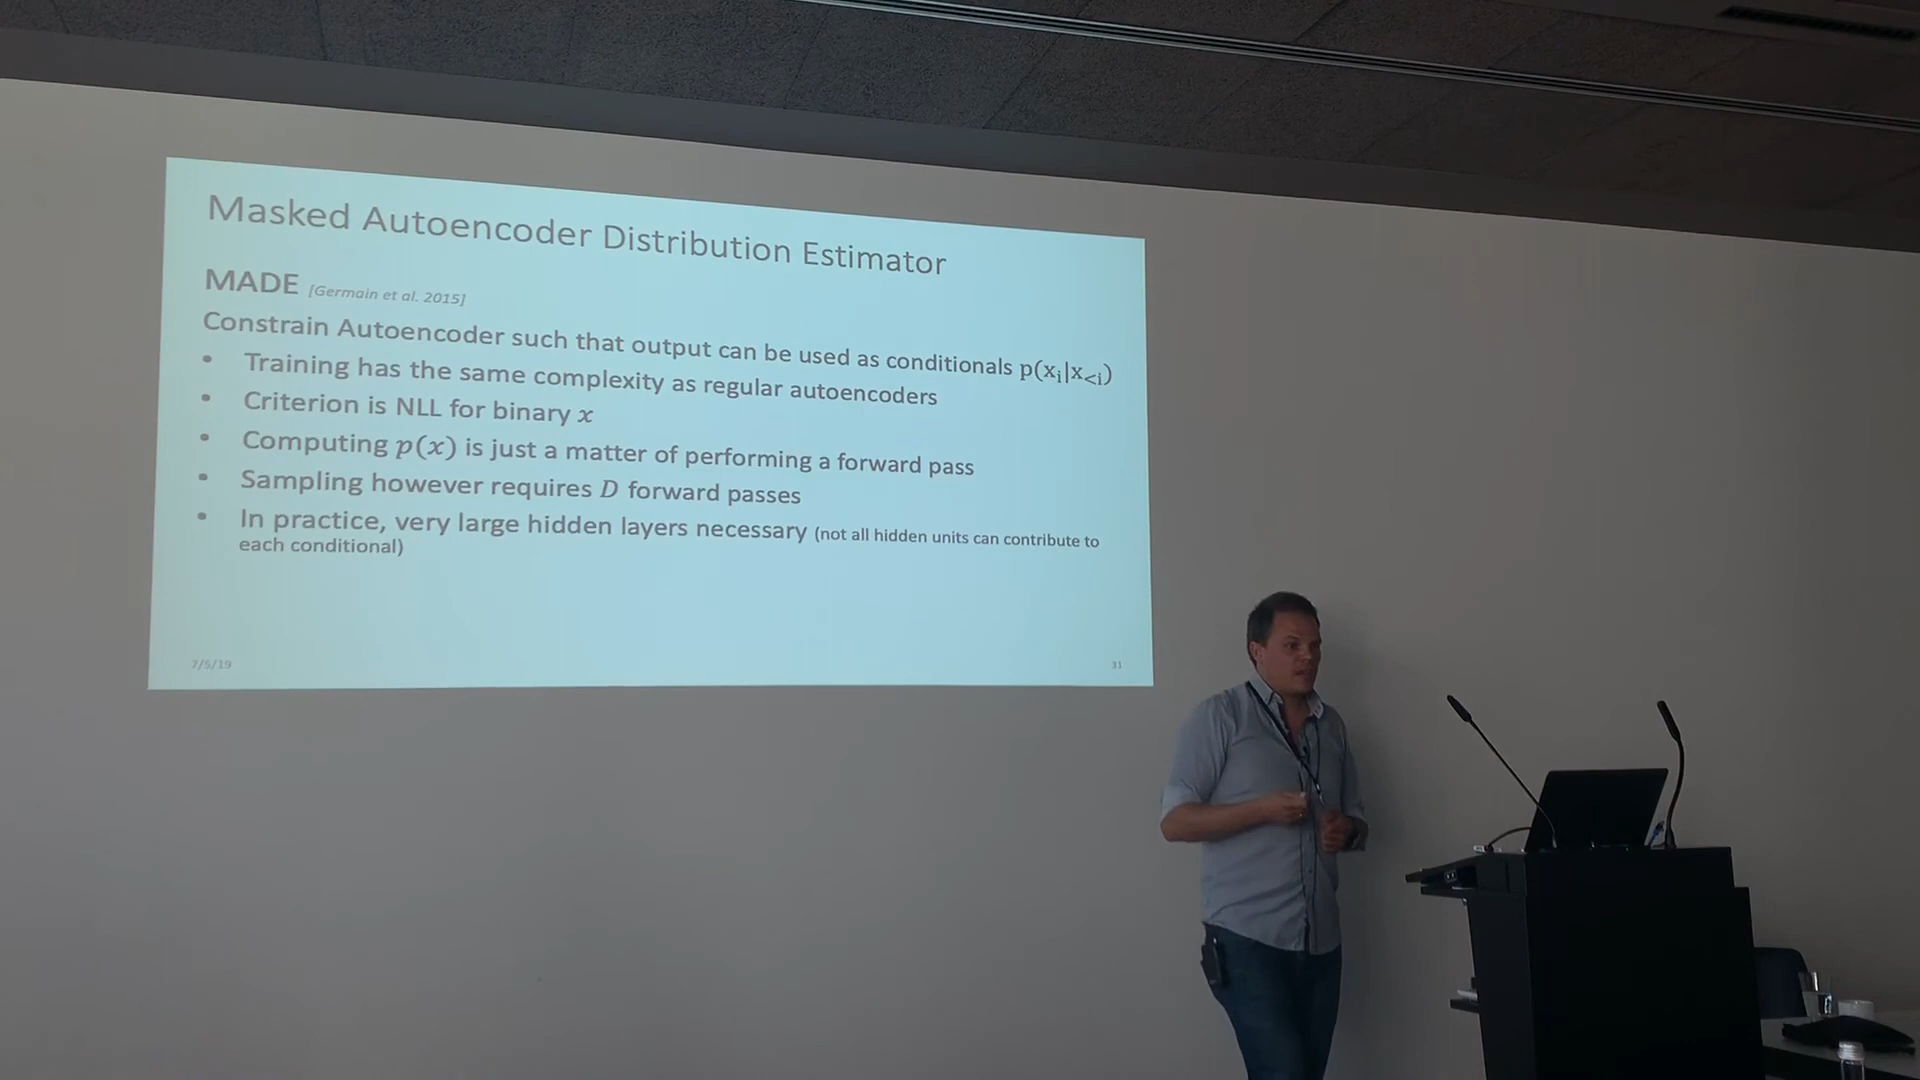 Masked Autoencoder Distribution Estimator
MADE [Germain et al. 2015]
Constrain Autoencoder such that output can be used as conditionals p(xᵢ|x<ᵢ)
• Training has the same complexity as regular autoencoders
• Criterion is NLL for binary x
• Computing p(x) is just a matter of performing a forward pass
• Sampling however requires D forward passes
• In practice, very large hidden layers necessary (not all hidden units can contribute to
each conditional)
7/5/19
31